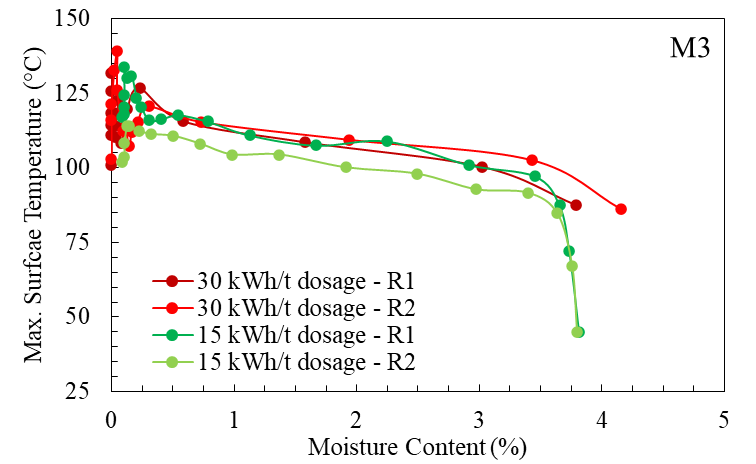 150
M3
125
100
75
50
25
Max. Surfcae Temperature (°C)
30 kWh/t dosage - R1
30 kWh/t dosage - R2
15 kWh/t dosage - R1
15 kWh/t dosage - R2
0 1 2 3 4 5
Moisture Content (%)